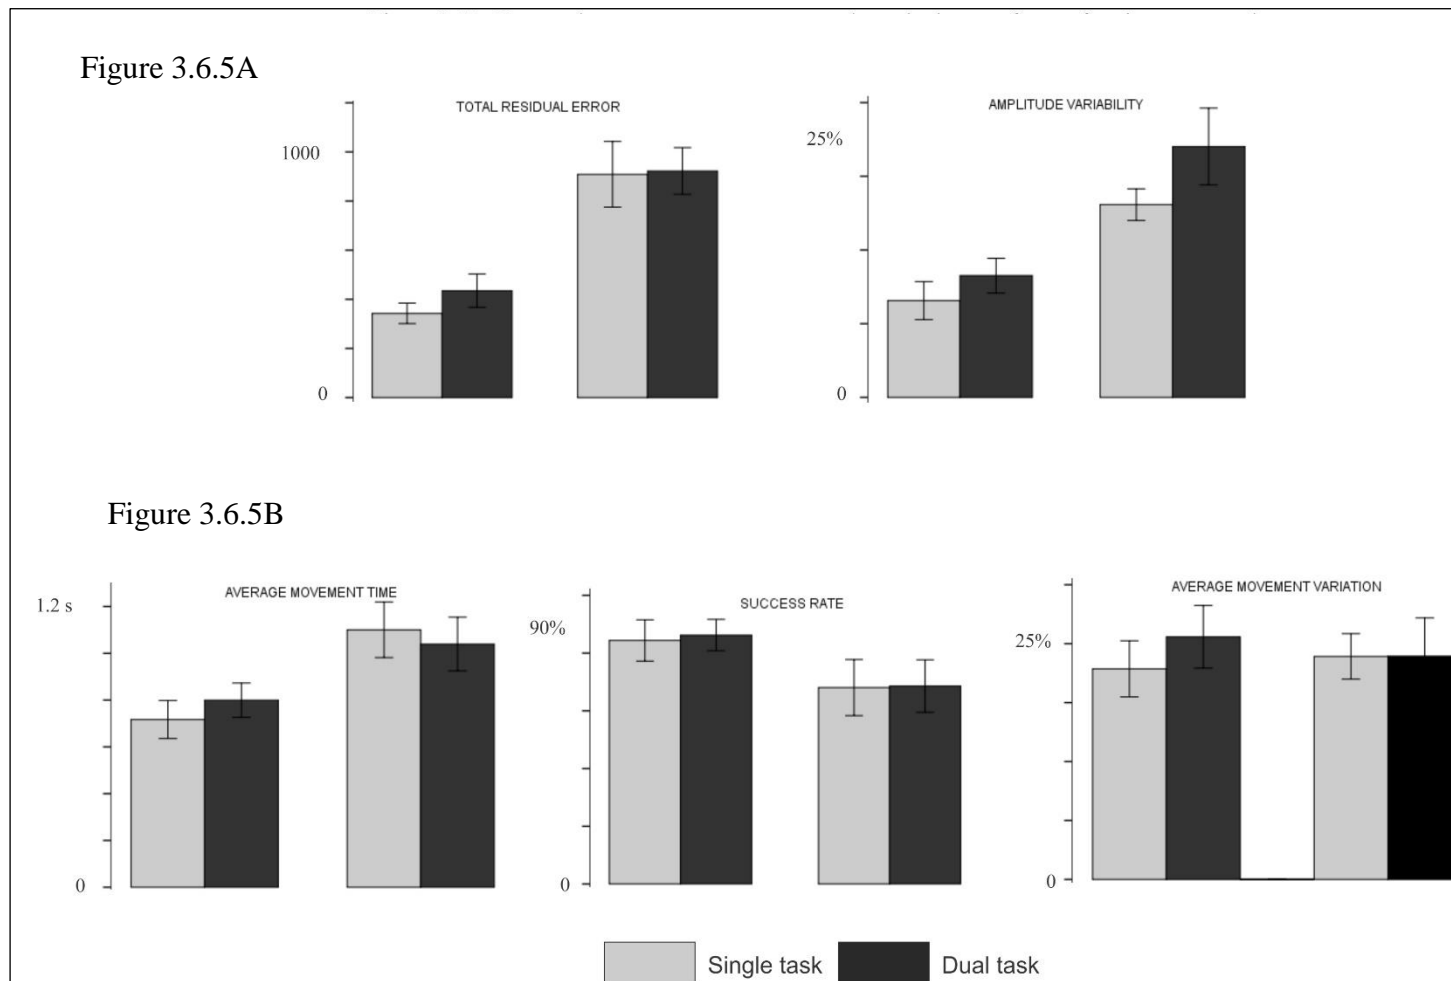 Figure 3.6.5A
TOTAL RESIDUAL ERROR
1000
0
AMPLITUDE VARIABILITY
25%
0
Figure 3.6.5B
AVERAGE MOVEMENT TIME
1.2 s
0
SUCCESS RATE
90%
0
AVERAGE MOVEMENT VARIATION
25%
0
Single task
Dual task